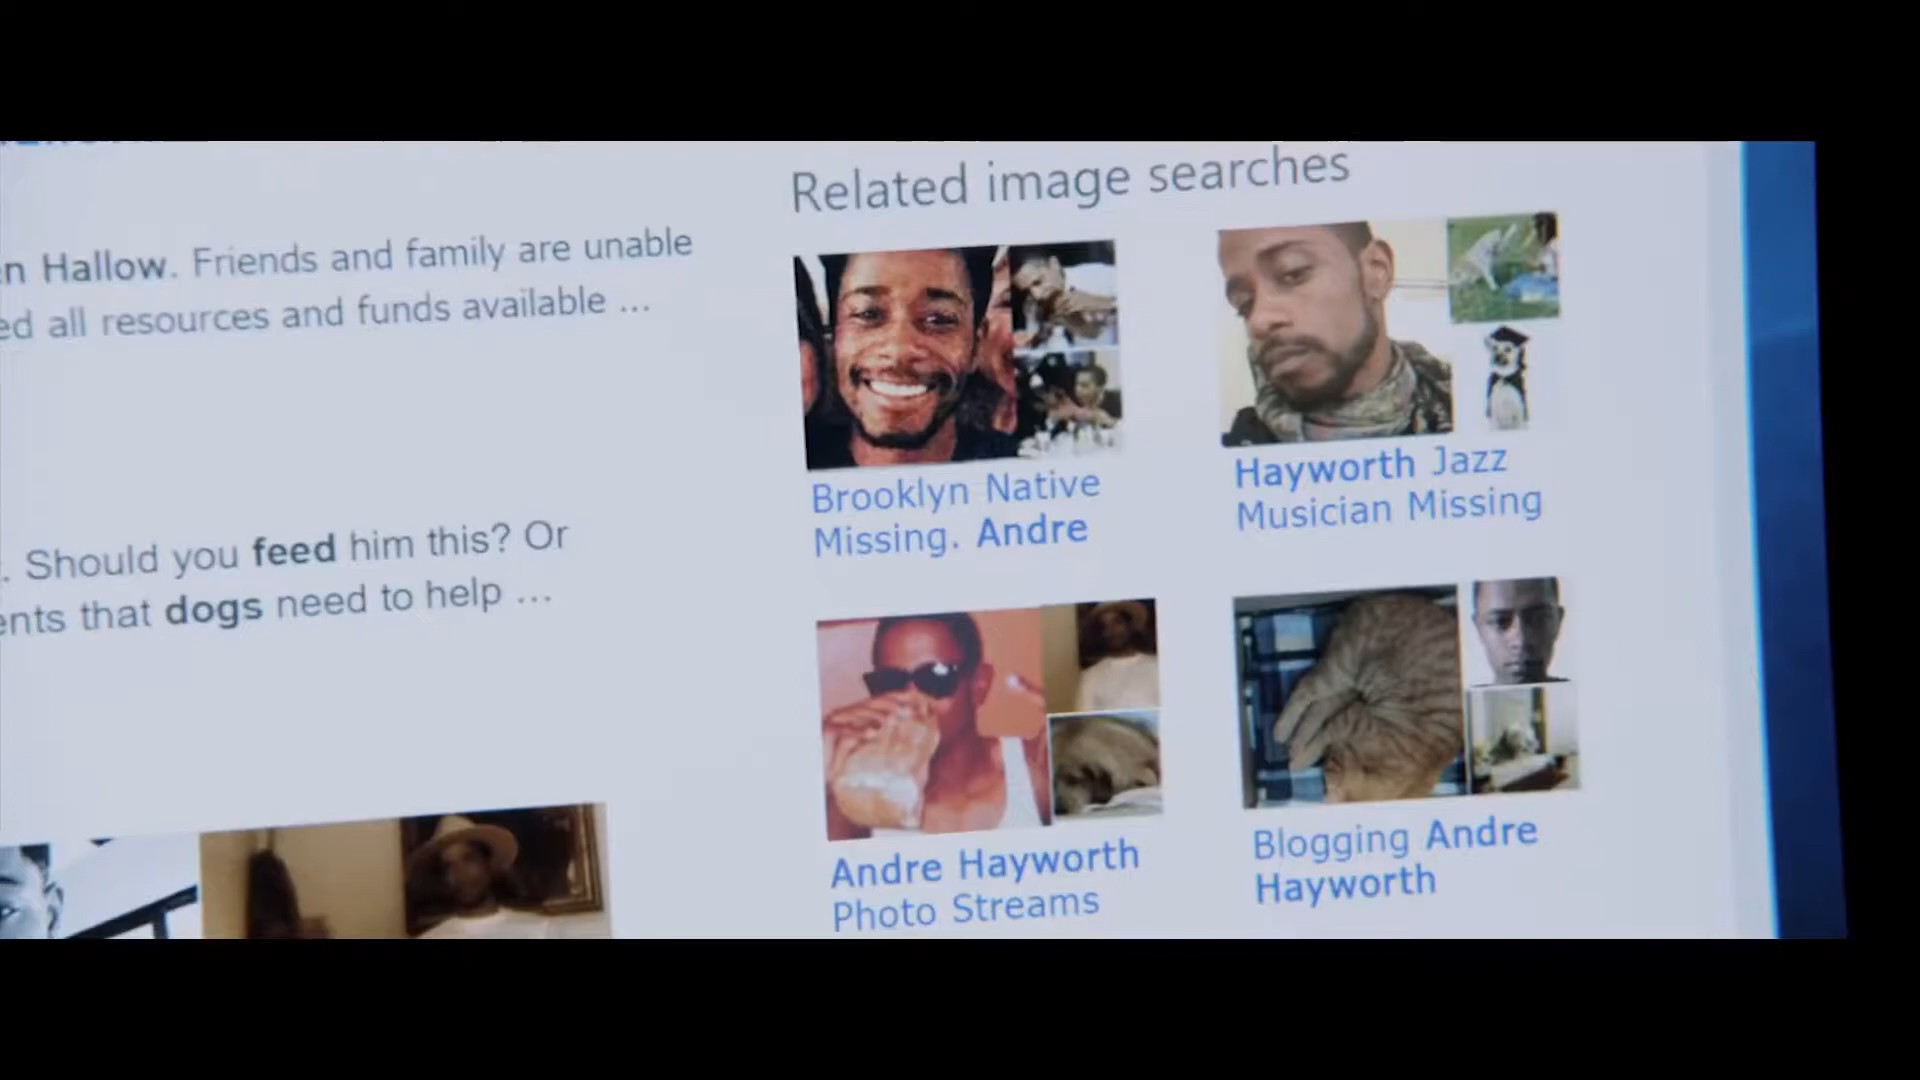 n Hallow. Friends and family are unable
ed all resources and funds available ...
. Should you feed him this? Or
ents that dogs need to help ...
Related image searches
Brooklyn Native
Missing. Andre
Hayworth Jazz
Musician Missing
Andre Hayworth
Photo Streams
Blogging Andre
Hayworth